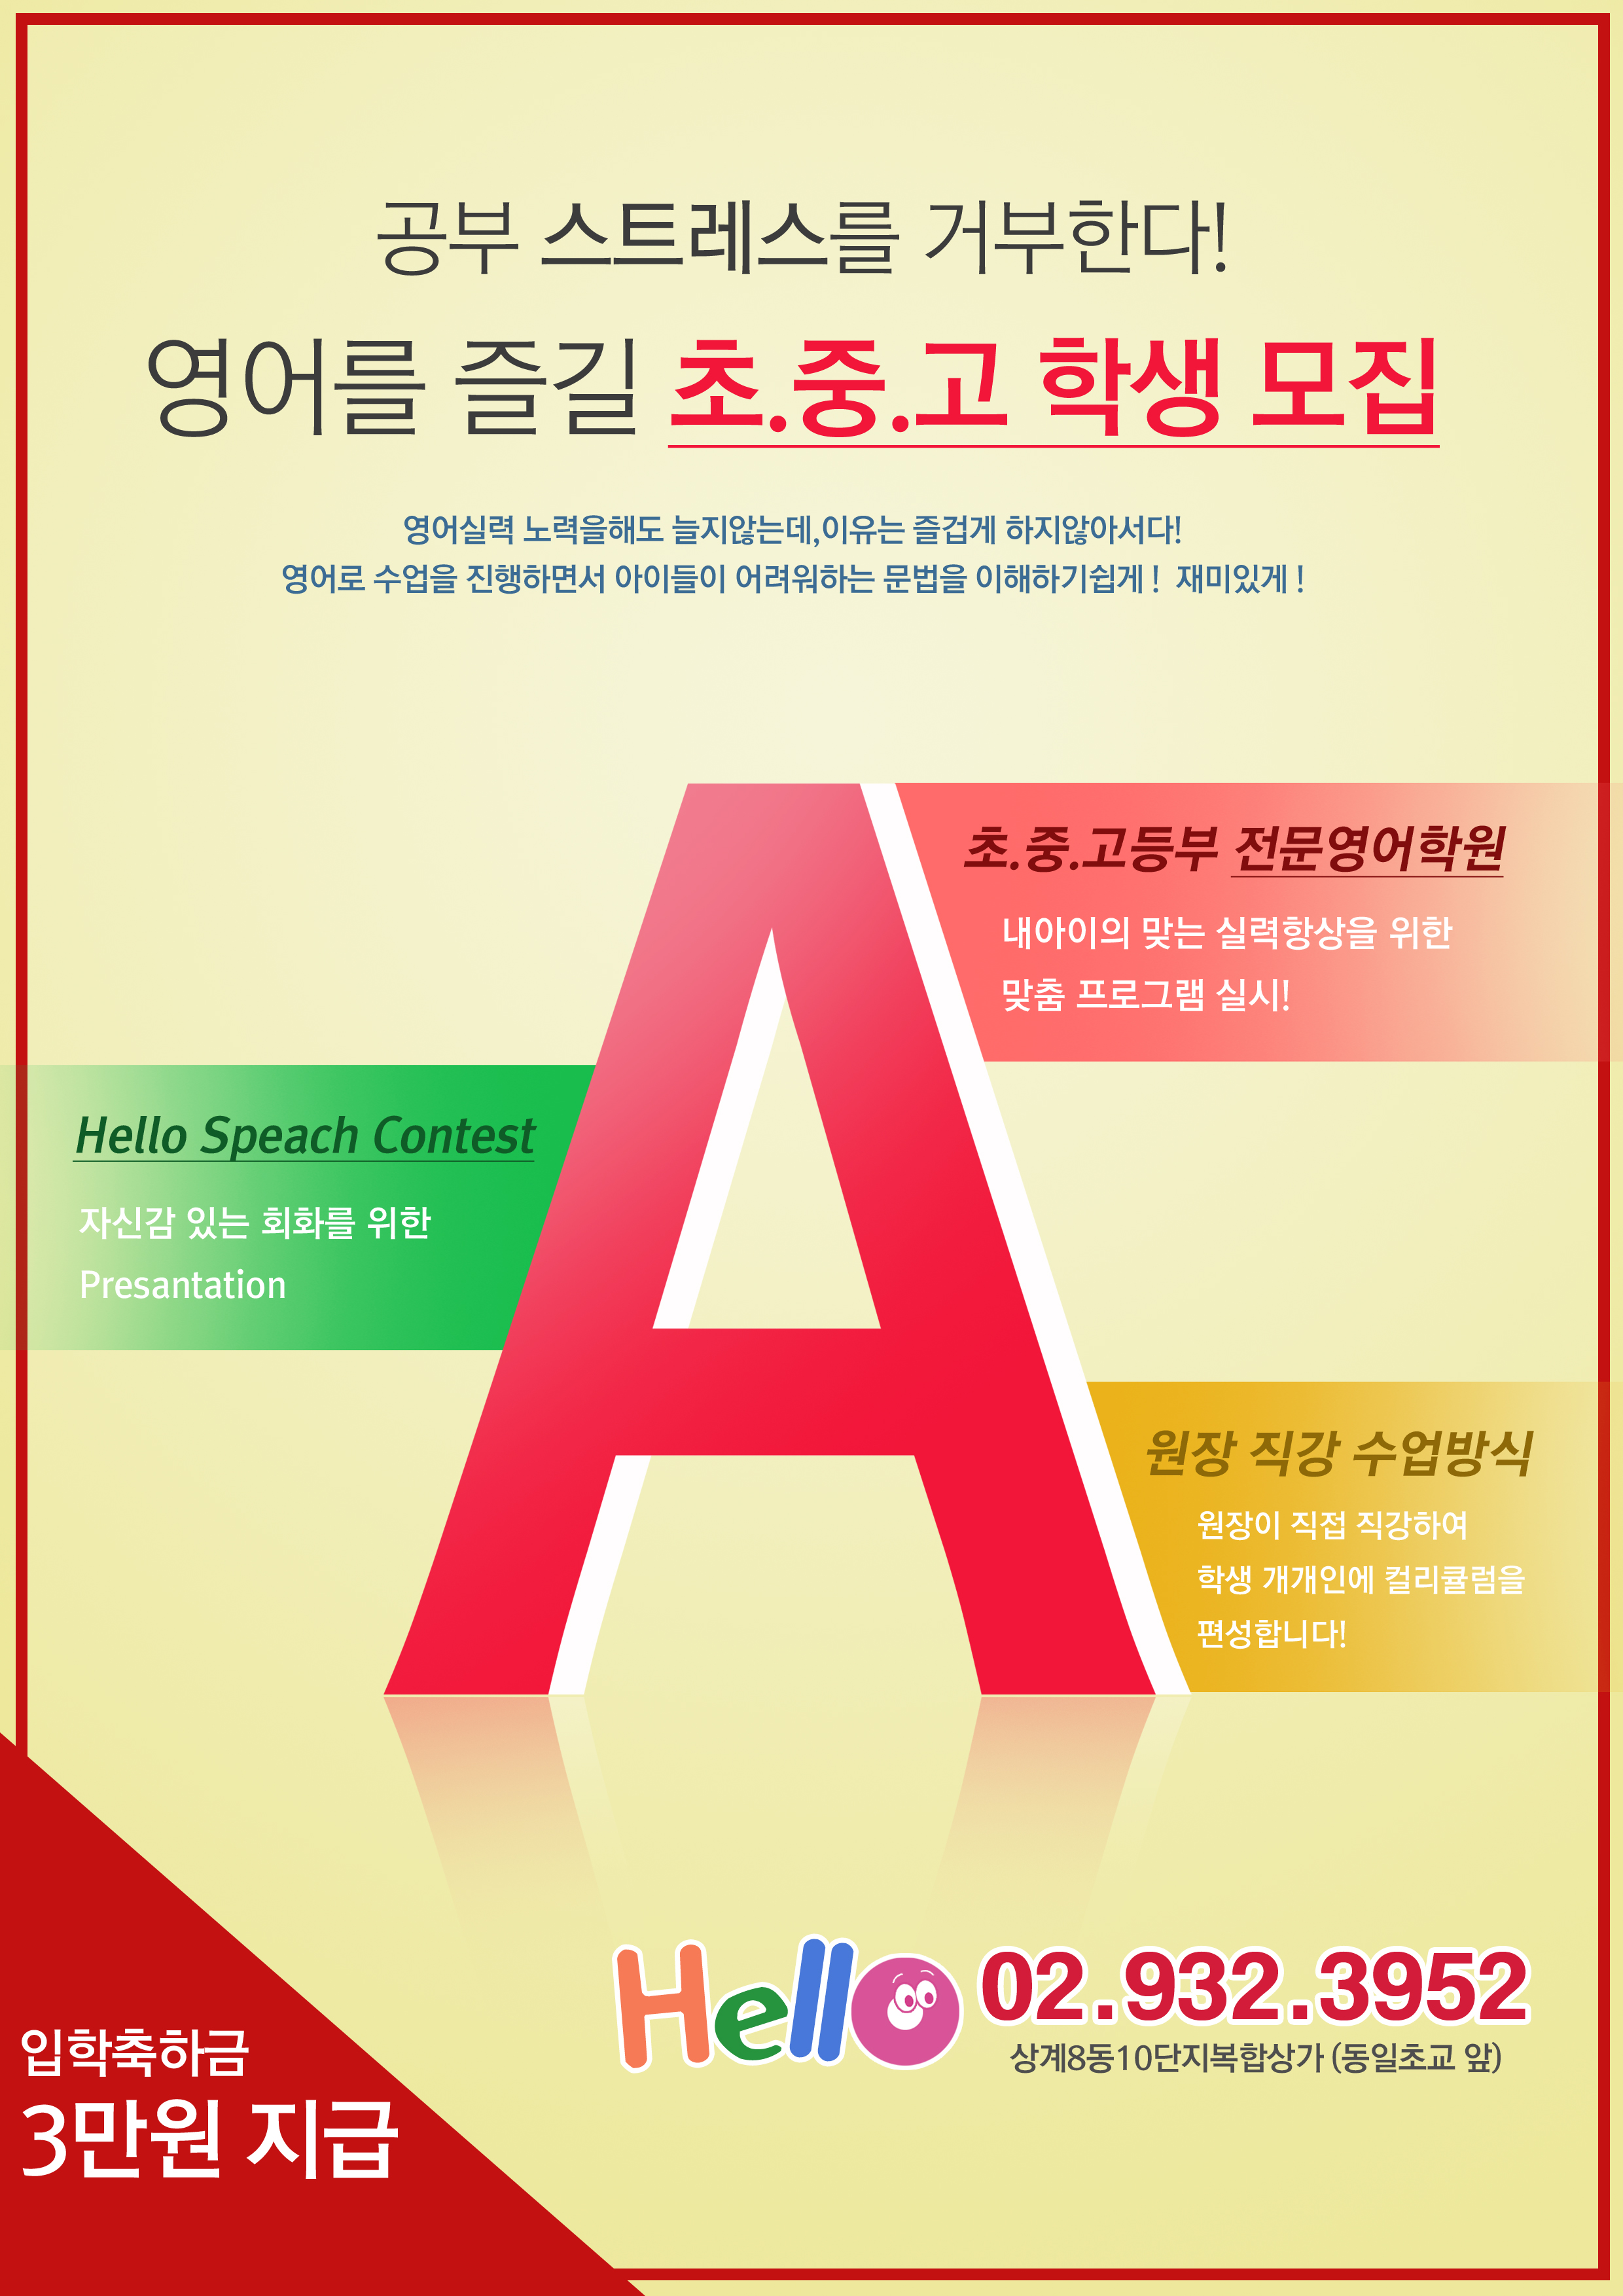 공부 스트레스를 거부한다!
영어를 즐길 초.중.고 학생 모집
영어실력 노력을해도 늘지않는데,이유는 즐겁게 하지않아서다!
영어로 수업을 진행하면서 아이들이 어려워하는 문법을 이해하기쉽게 ! 재미있게 !
A
초.중.고등부 전문영어학원
내아이의 맞는 실력향상을 위한
맞춤 프로그램 실시!
Hello Speach Contest
자신감 있는 회화를 위한
Presantation
원장 직강 수업방식
원장이 직접 직강하여
학생 개개인에 컬리큘럼을
편성합니다!
Hello 02.932.3952
상계8동10단지복합상가 (동일초교 앞)
입학축하금
3만원 지급